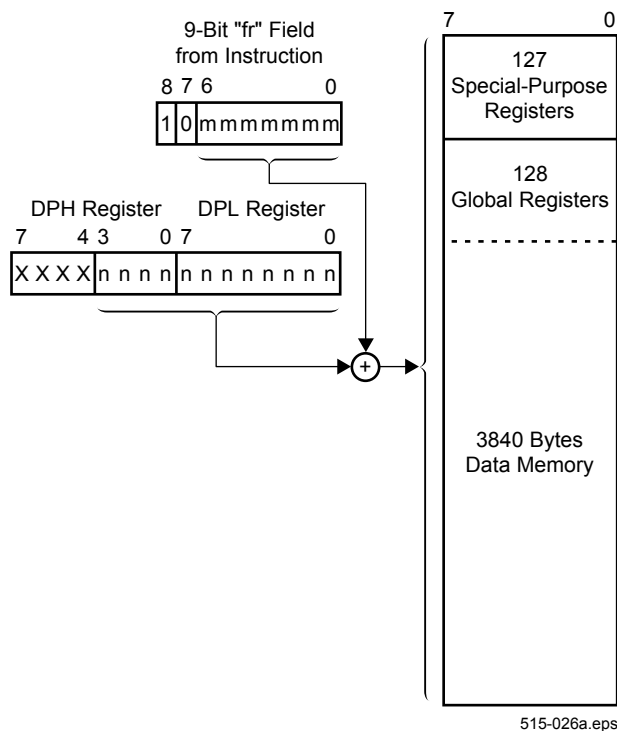 9-Bit "fr" Field
from Instruction
8 7 6 0
1 0 m m m m m m m
DPH Register DPL Register
7 4 3 0 7 0
X X X X n n n n n n n n n n n n
+
7 0
127
Special-Purpose
Registers
128
Global Registers
3840 Bytes
Data Memory
515-026a.eps